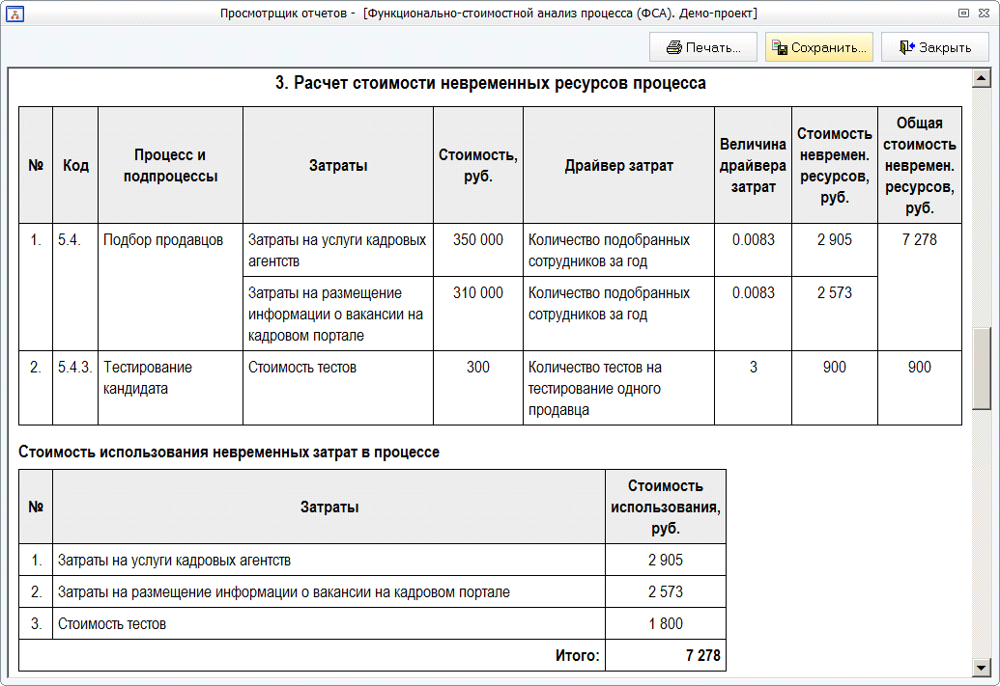 Просмотрщик отчетов - [Функционально-стоимостной анализ процесса (ФСА). Демо-проект]
Печать...
Сохранить...
Закрыть
3. Расчет стоимости невременных ресурсов процесса
№
Код
Процесс и
подпроцессы
Затраты
Стоимость,
руб.
Драйвер затрат
Величина
драйвера
затрат
Стоимость
невремен.
ресурсов,
руб.
Общая
стоимость
невремен.
ресурсов,
руб.
1.
5.4.
Подбор продавцов
Затраты на услуги кадровых
агентств
350 000
Количество подобранных
сотрудников за год
0.0083
2 905
7 278
Затраты на размещение
информации о вакансии на
кадровом портале
310 000
Количество подобранных
сотрудников за год
0.0083
2 573
2.
5.4.3.
Тестирование
кандидата
Стоимость тестов
300
Количество тестов на
тестирование одного
продавца
3
900
900
Стоимость использования невременных затрат в процессе
№
Затраты
Стоимость
использования,
руб.
1.
Затраты на услуги кадровых агентств
2 905
2.
Затраты на размещение информации о вакансии на кадровом портале
2 573
3.
Стоимость тестов
1 800
Итого:
7 278